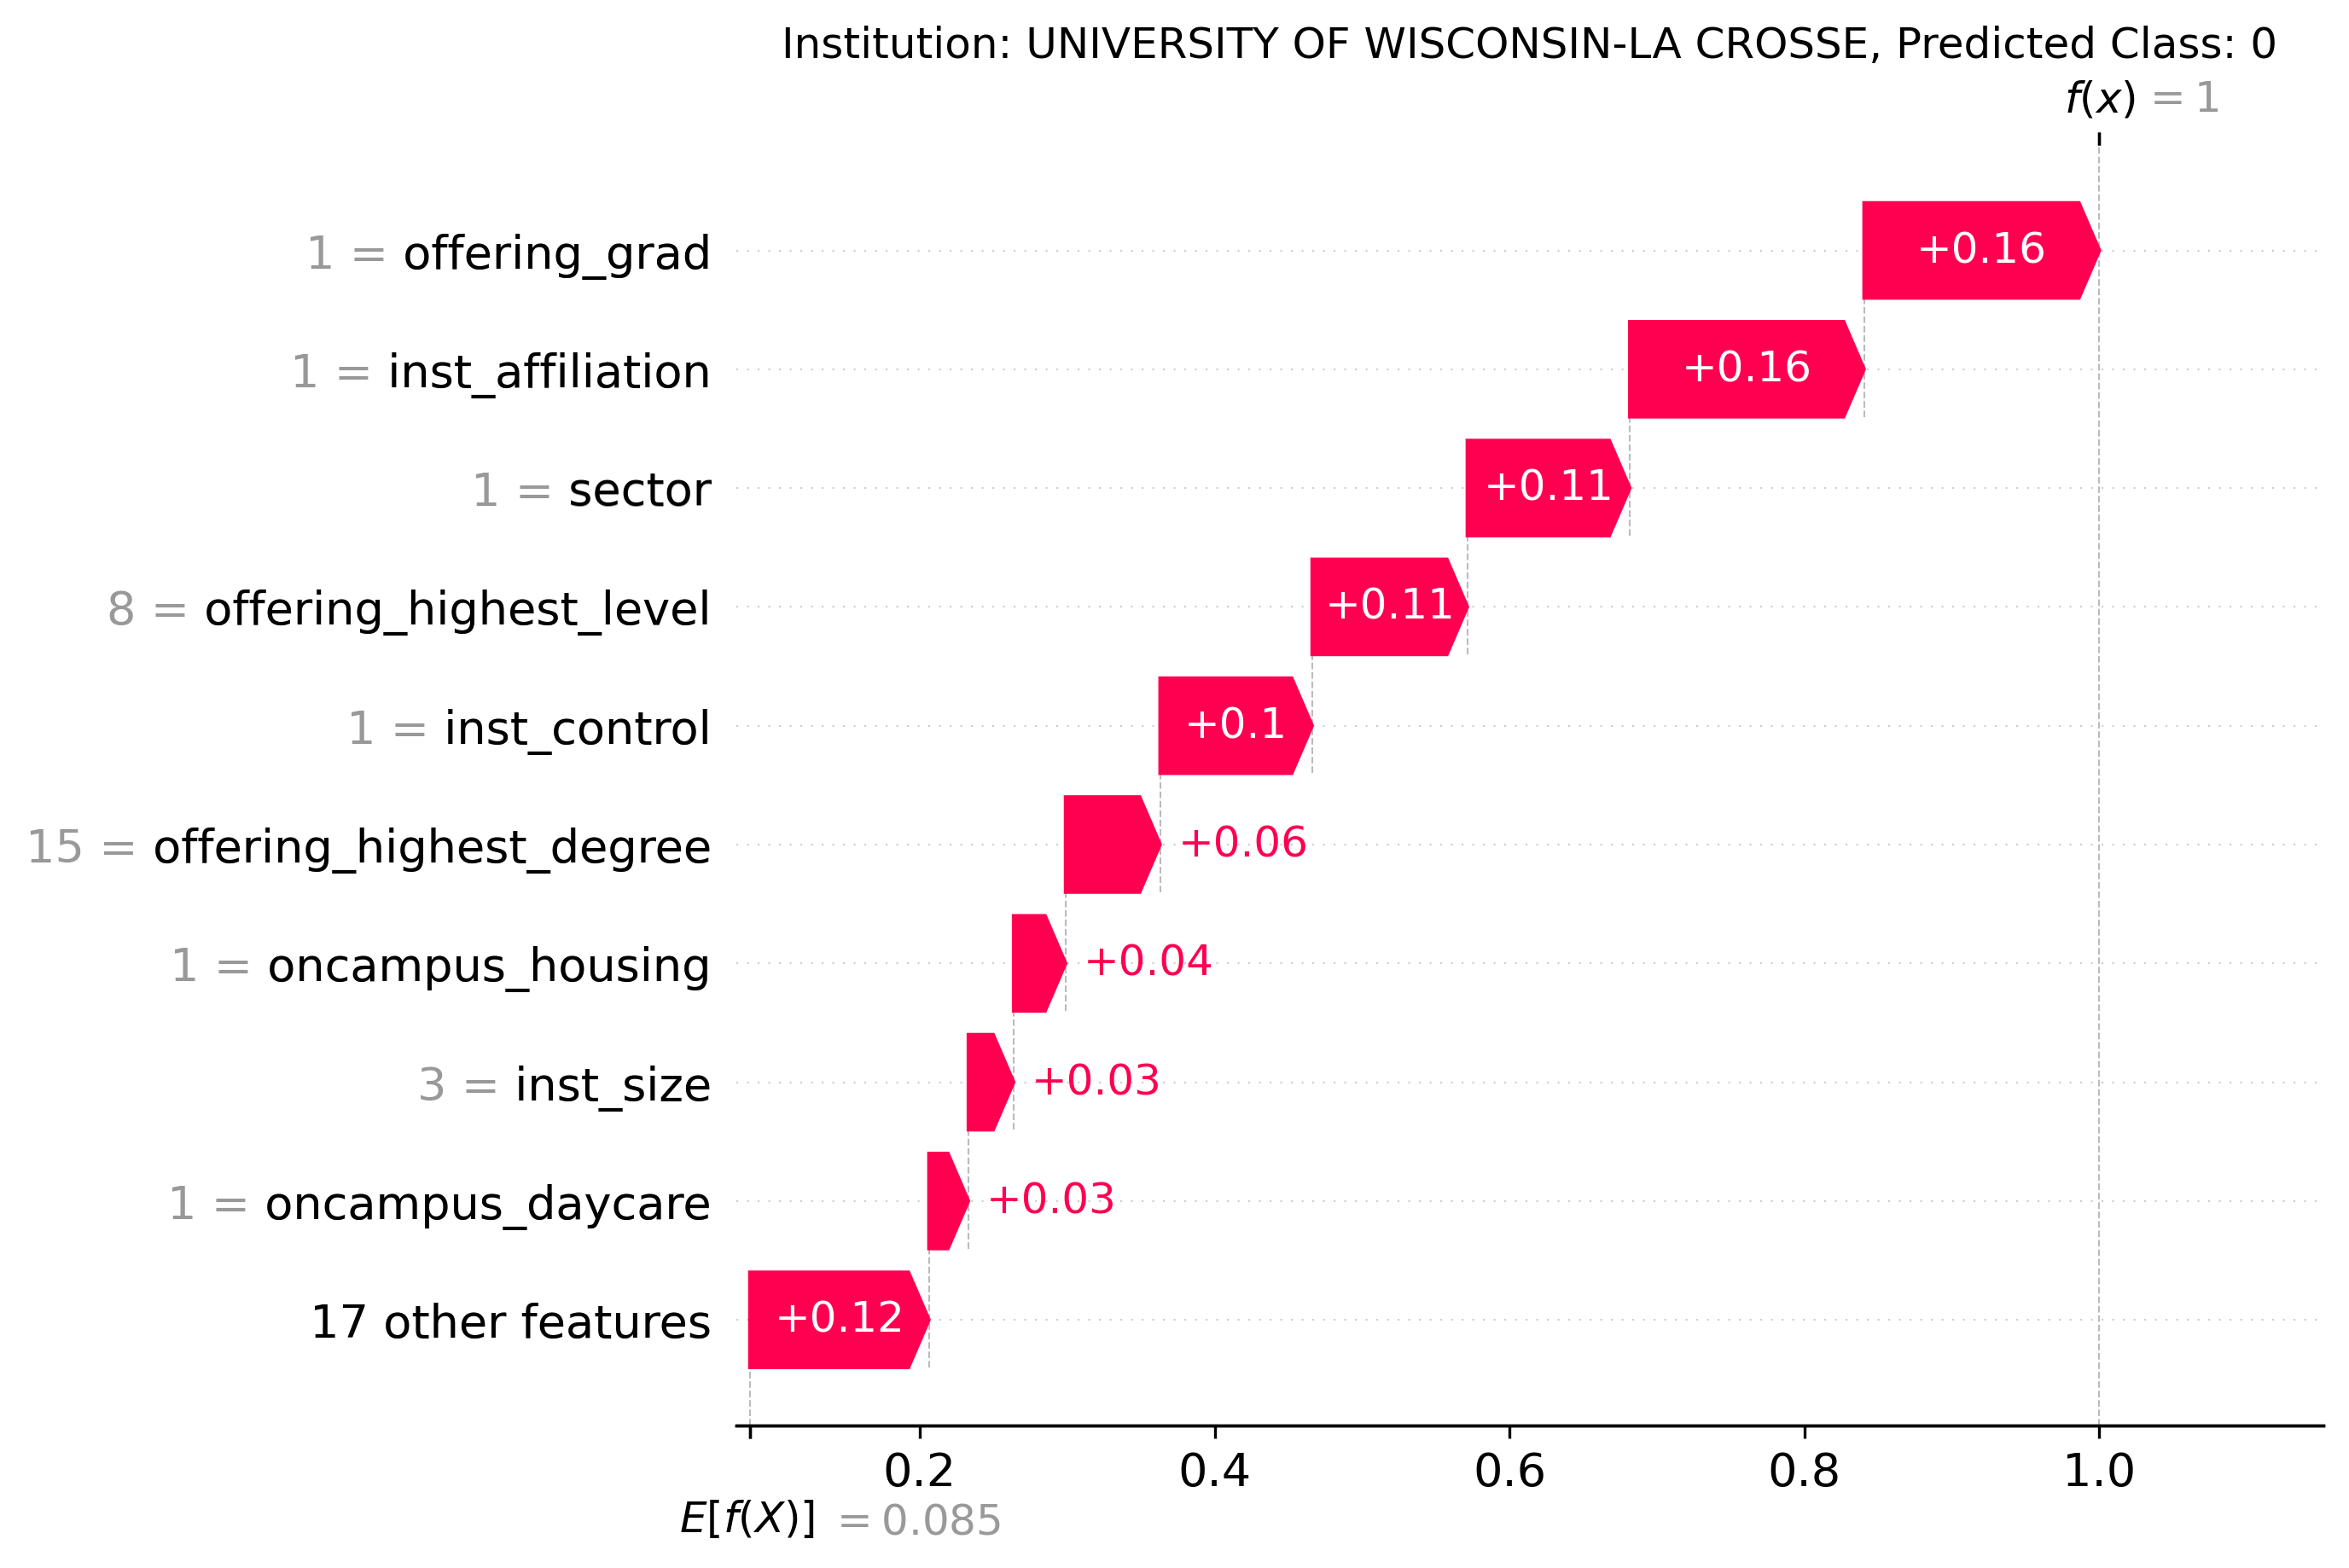 Institution: UNIVERSITY OF WISCONSIN-LA CROSSE, Predicted Class: 0
f(x) = 1
1 = offering_grad +0.16
1 = inst_affiliation +0.16
1 = sector +0.11
8 = offering_highest_level +0.11
1 = inst_control +0.1
15 = offering_highest_degree +0.06
1 = oncampus_housing +0.04
3 = inst_size +0.03
1 = oncampus_daycare +0.03
17 other features +0.12
0.2 0.4 0.6 0.8 1.0
E[f(X)] = 0.085